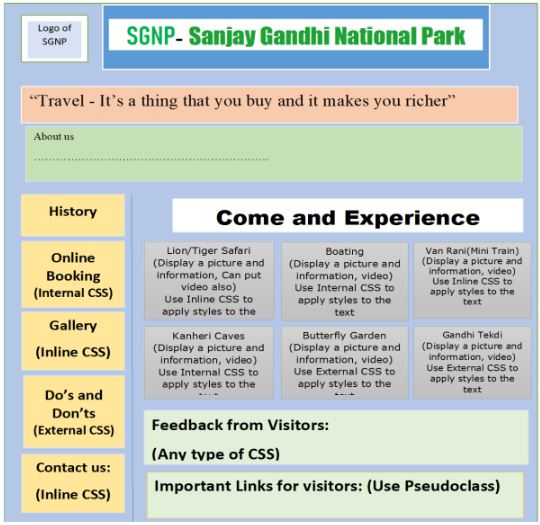 Logo of
SGNP
SGNP- Sanjay Gandhi National Park
“Travel - It’s a thing that you buy and it makes you richer”
About us
……………………………………………………….
History
Online
Booking
(Internal CSS)
Gallery
(Inline CSS)
Do’s and
Don’ts
(External CSS)
Contact us:
(Inline CSS)
Come and Experience
Lion/Tiger Safari
(Display a picture and
information, Can put
video also)
Use Inline CSS to
apply styles to the
Boating
(Display a picture and
information, video)
Use Internal CSS to
apply styles to the
text
Van Rani(Mini Train)
(Display a picture and
information, video)
Use Inline CSS to
apply styles to the
text
Kanheri Caves
(Display a picture and
information, video)
Use Internal CSS to
apply styles to the
Butterfly Garden
(Display a picture and
information, video)
Use External CSS to
apply styles to the
Gandhi Tekdi
(Display a picture and
information, video)
Use External CSS to
apply styles to the
text
Feedback from Visitors:
(Any type of CSS)
Important Links for visitors: (Use Pseudoclass)